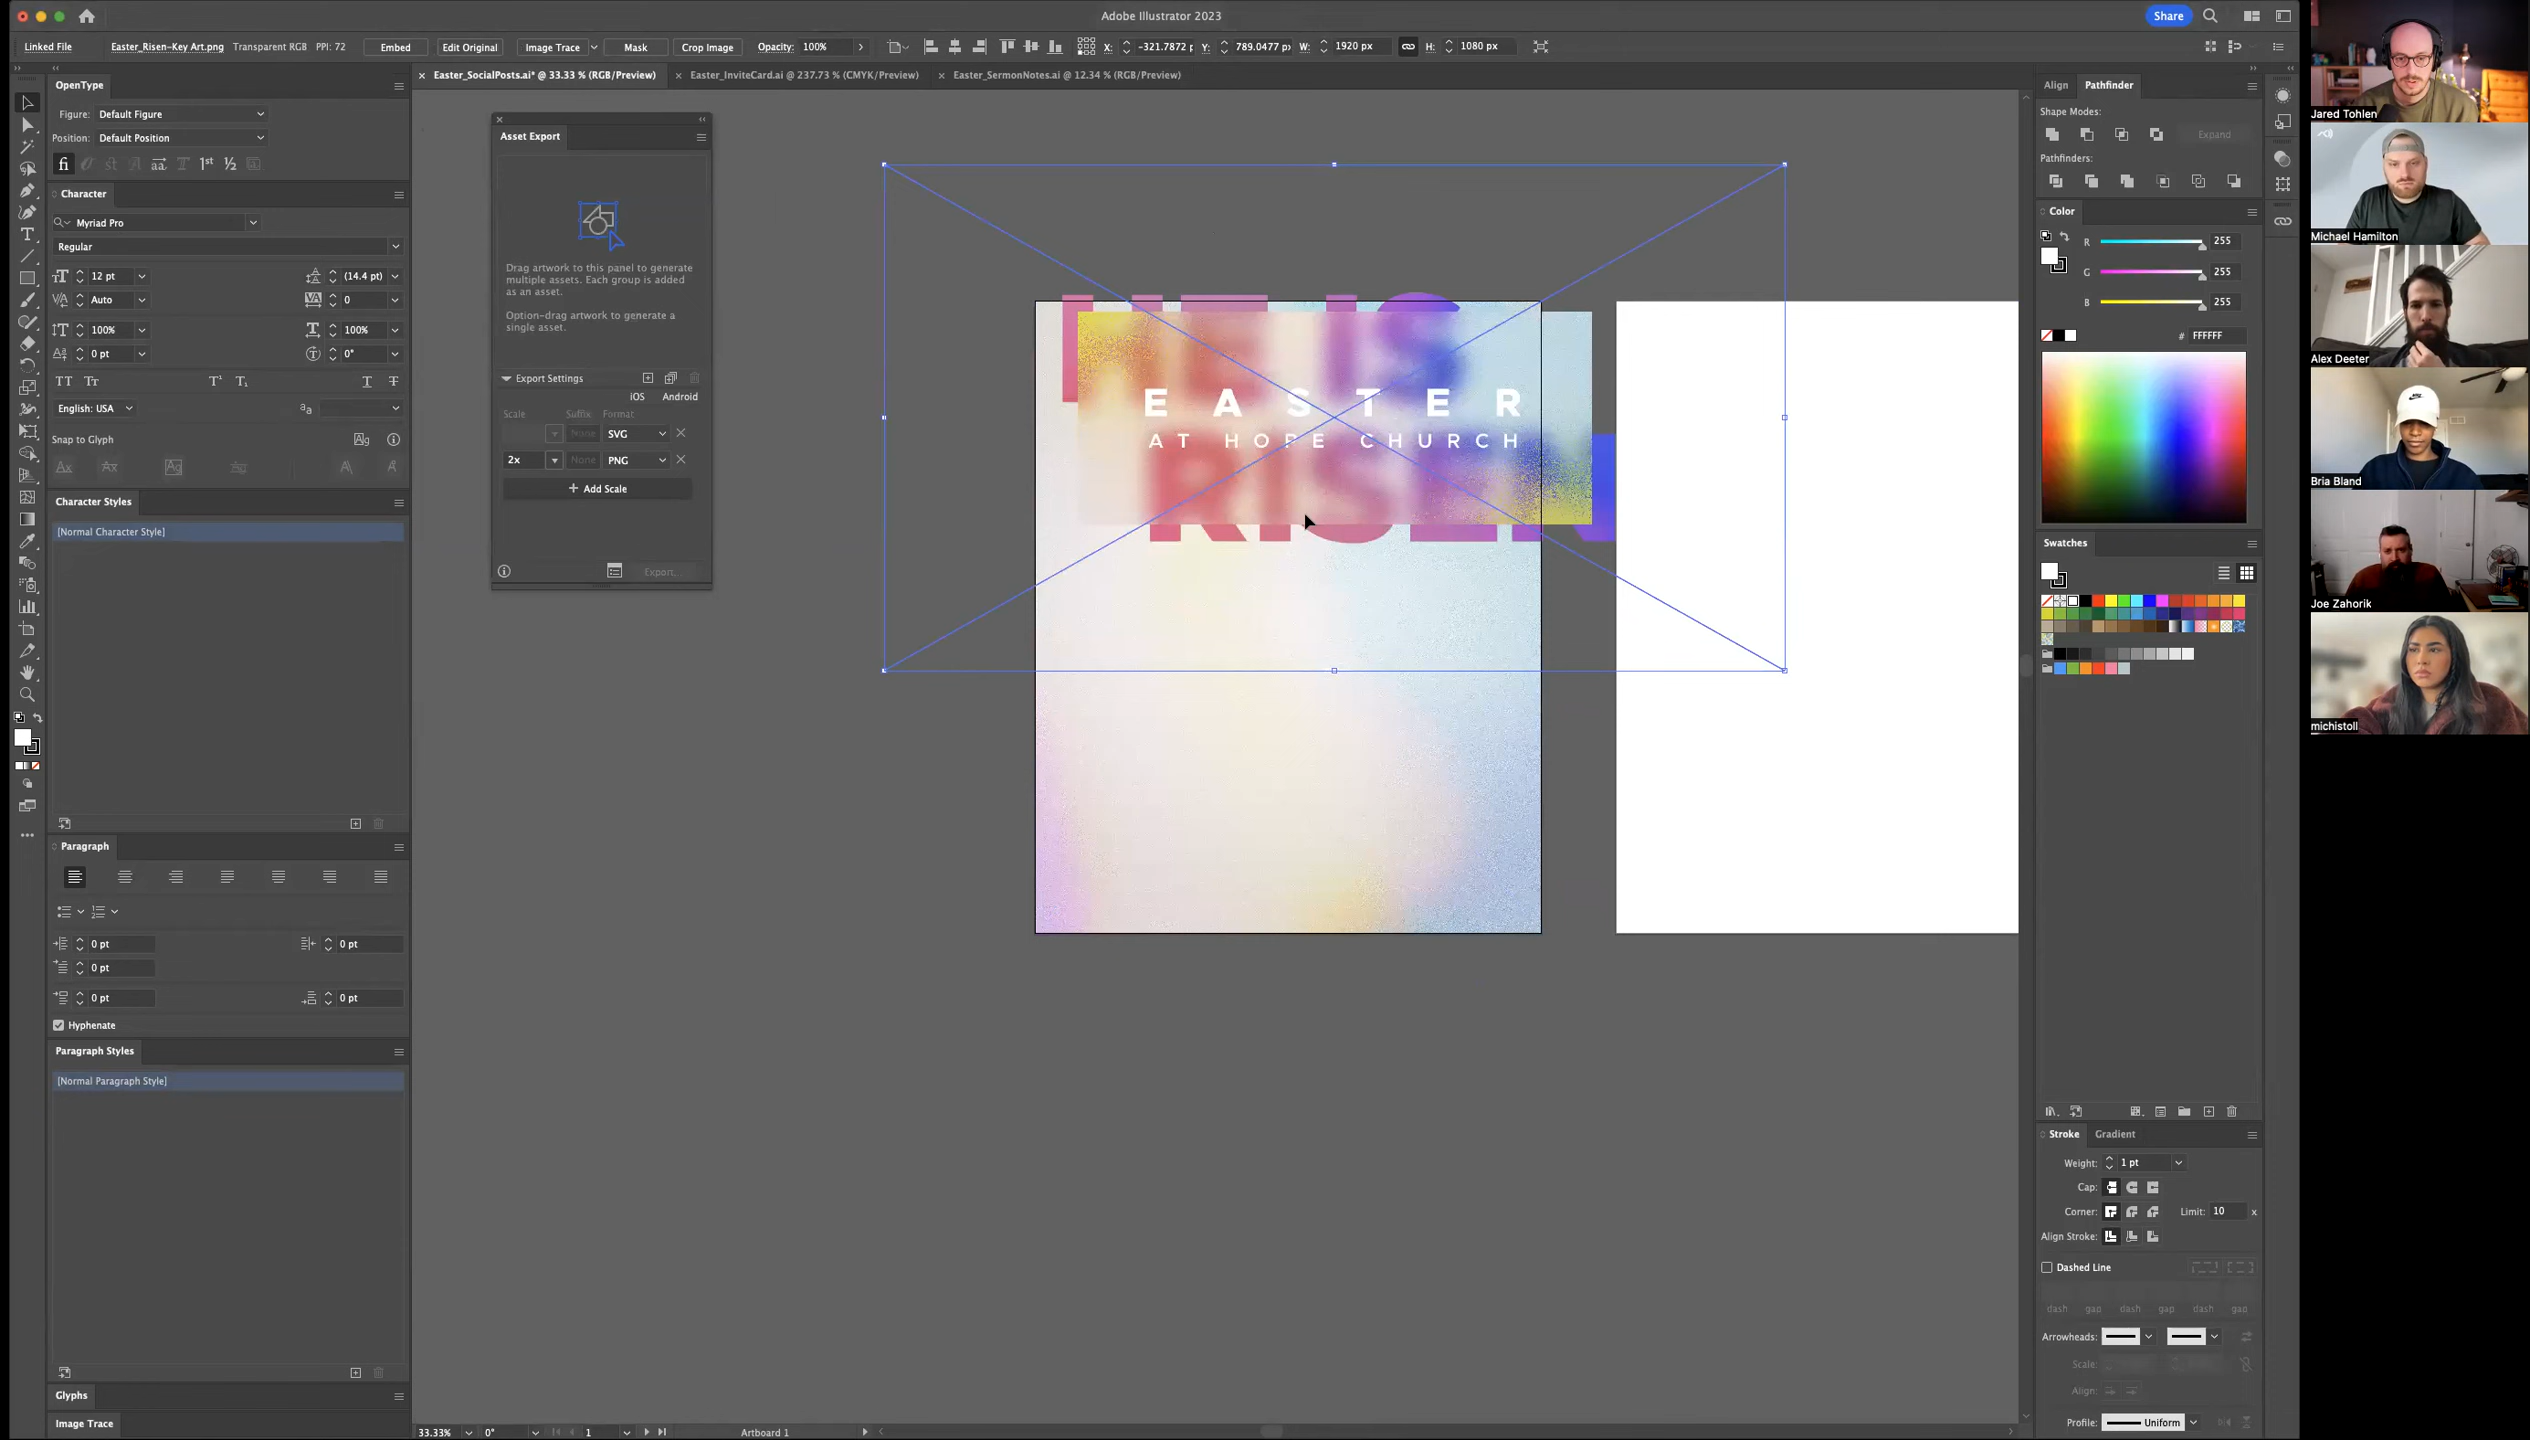 Adobe Illustrator 2023
Share
Linked File
Easter_Risen-Key Art.png
Transparent RGB
PPI: 72
Embed
Edit Original
Image Trace
Mask
Crop Image
Opacity: 100%
X: -321.7872 p
Y: 789.0477 px
W: 1920 px
H: 1080 px
Easter_SocialPosts.ai* @ 33.33 % (RGB/Preview)
Easter_InviteCard.ai @ 237.73 % (CMYK/Preview)
Easter_SermonNotes.ai @ 12.34 % (RGB/Preview)
OpenType
Figure: Default Figure
Position: Default Position
Character
Myriad Pro
Regular
12 pt
(14.4 pt)
Auto
0
100%
100%
0 pt
0°
English: USA
Snap to Glyph
Character Styles
[Normal Character Style]
Paragraph
0 pt
0 pt
0 pt
0 pt
0 pt
Hyphenate
Paragraph Styles
[Normal Paragraph Style]
Glyphs
Image Trace
Asset Export
Drag artwork to this panel to generate
multiple assets. Each group is added
as an asset.
Option-drag artwork to generate a
single asset.
Export Settings
iOS
Android
Scale
Suffix
Format
None
SVG
2x
None
PNG
+ Add Scale
Export...
HE IS
EASTER
AT HOPE CHURCH
RISEN
33.33%
0°
1
Artboard 1
Align
Pathfinder
Shape Modes:
Expand
Pathfinders:
Color
R 255
G 255
B 255
# FFFFFF
Swatches
Stroke
Gradient
Weight: 1 pt
Cap:
Corner:
Limit: 10 x
Align Stroke:
Dashed Line
dash gap dash gap dash gap
Arrowheads:
Scale:
Align:
Profile: Uniform
Jared Tohlen
Michael Hamilton
Alex Deeter
Bria Bland
Joe Zahorik
michistoll